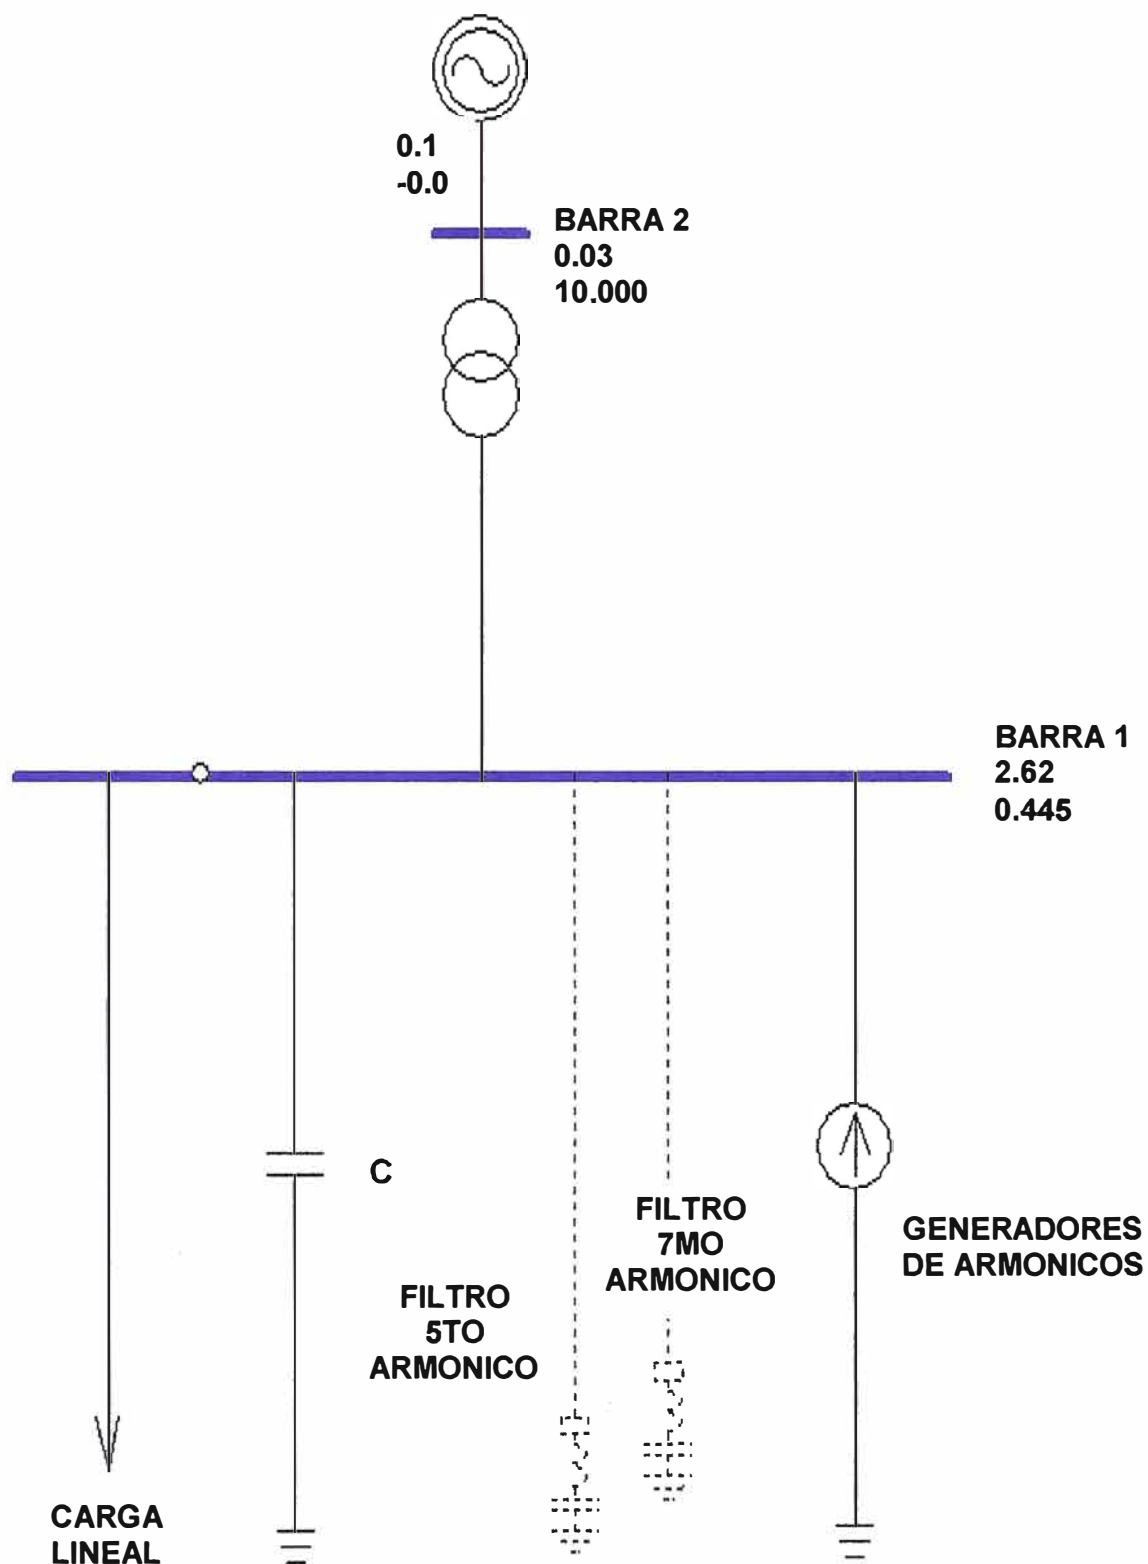 0.1
-0.0
BARRA 2
0.03
10.000
BARRA 1
2.62
0.445
C
FILTRO
7MO
ARMONICO
GENERADORES
DE ARMONICOS
FILTRO
5TO
ARMONICO
CARGA
LINEAL